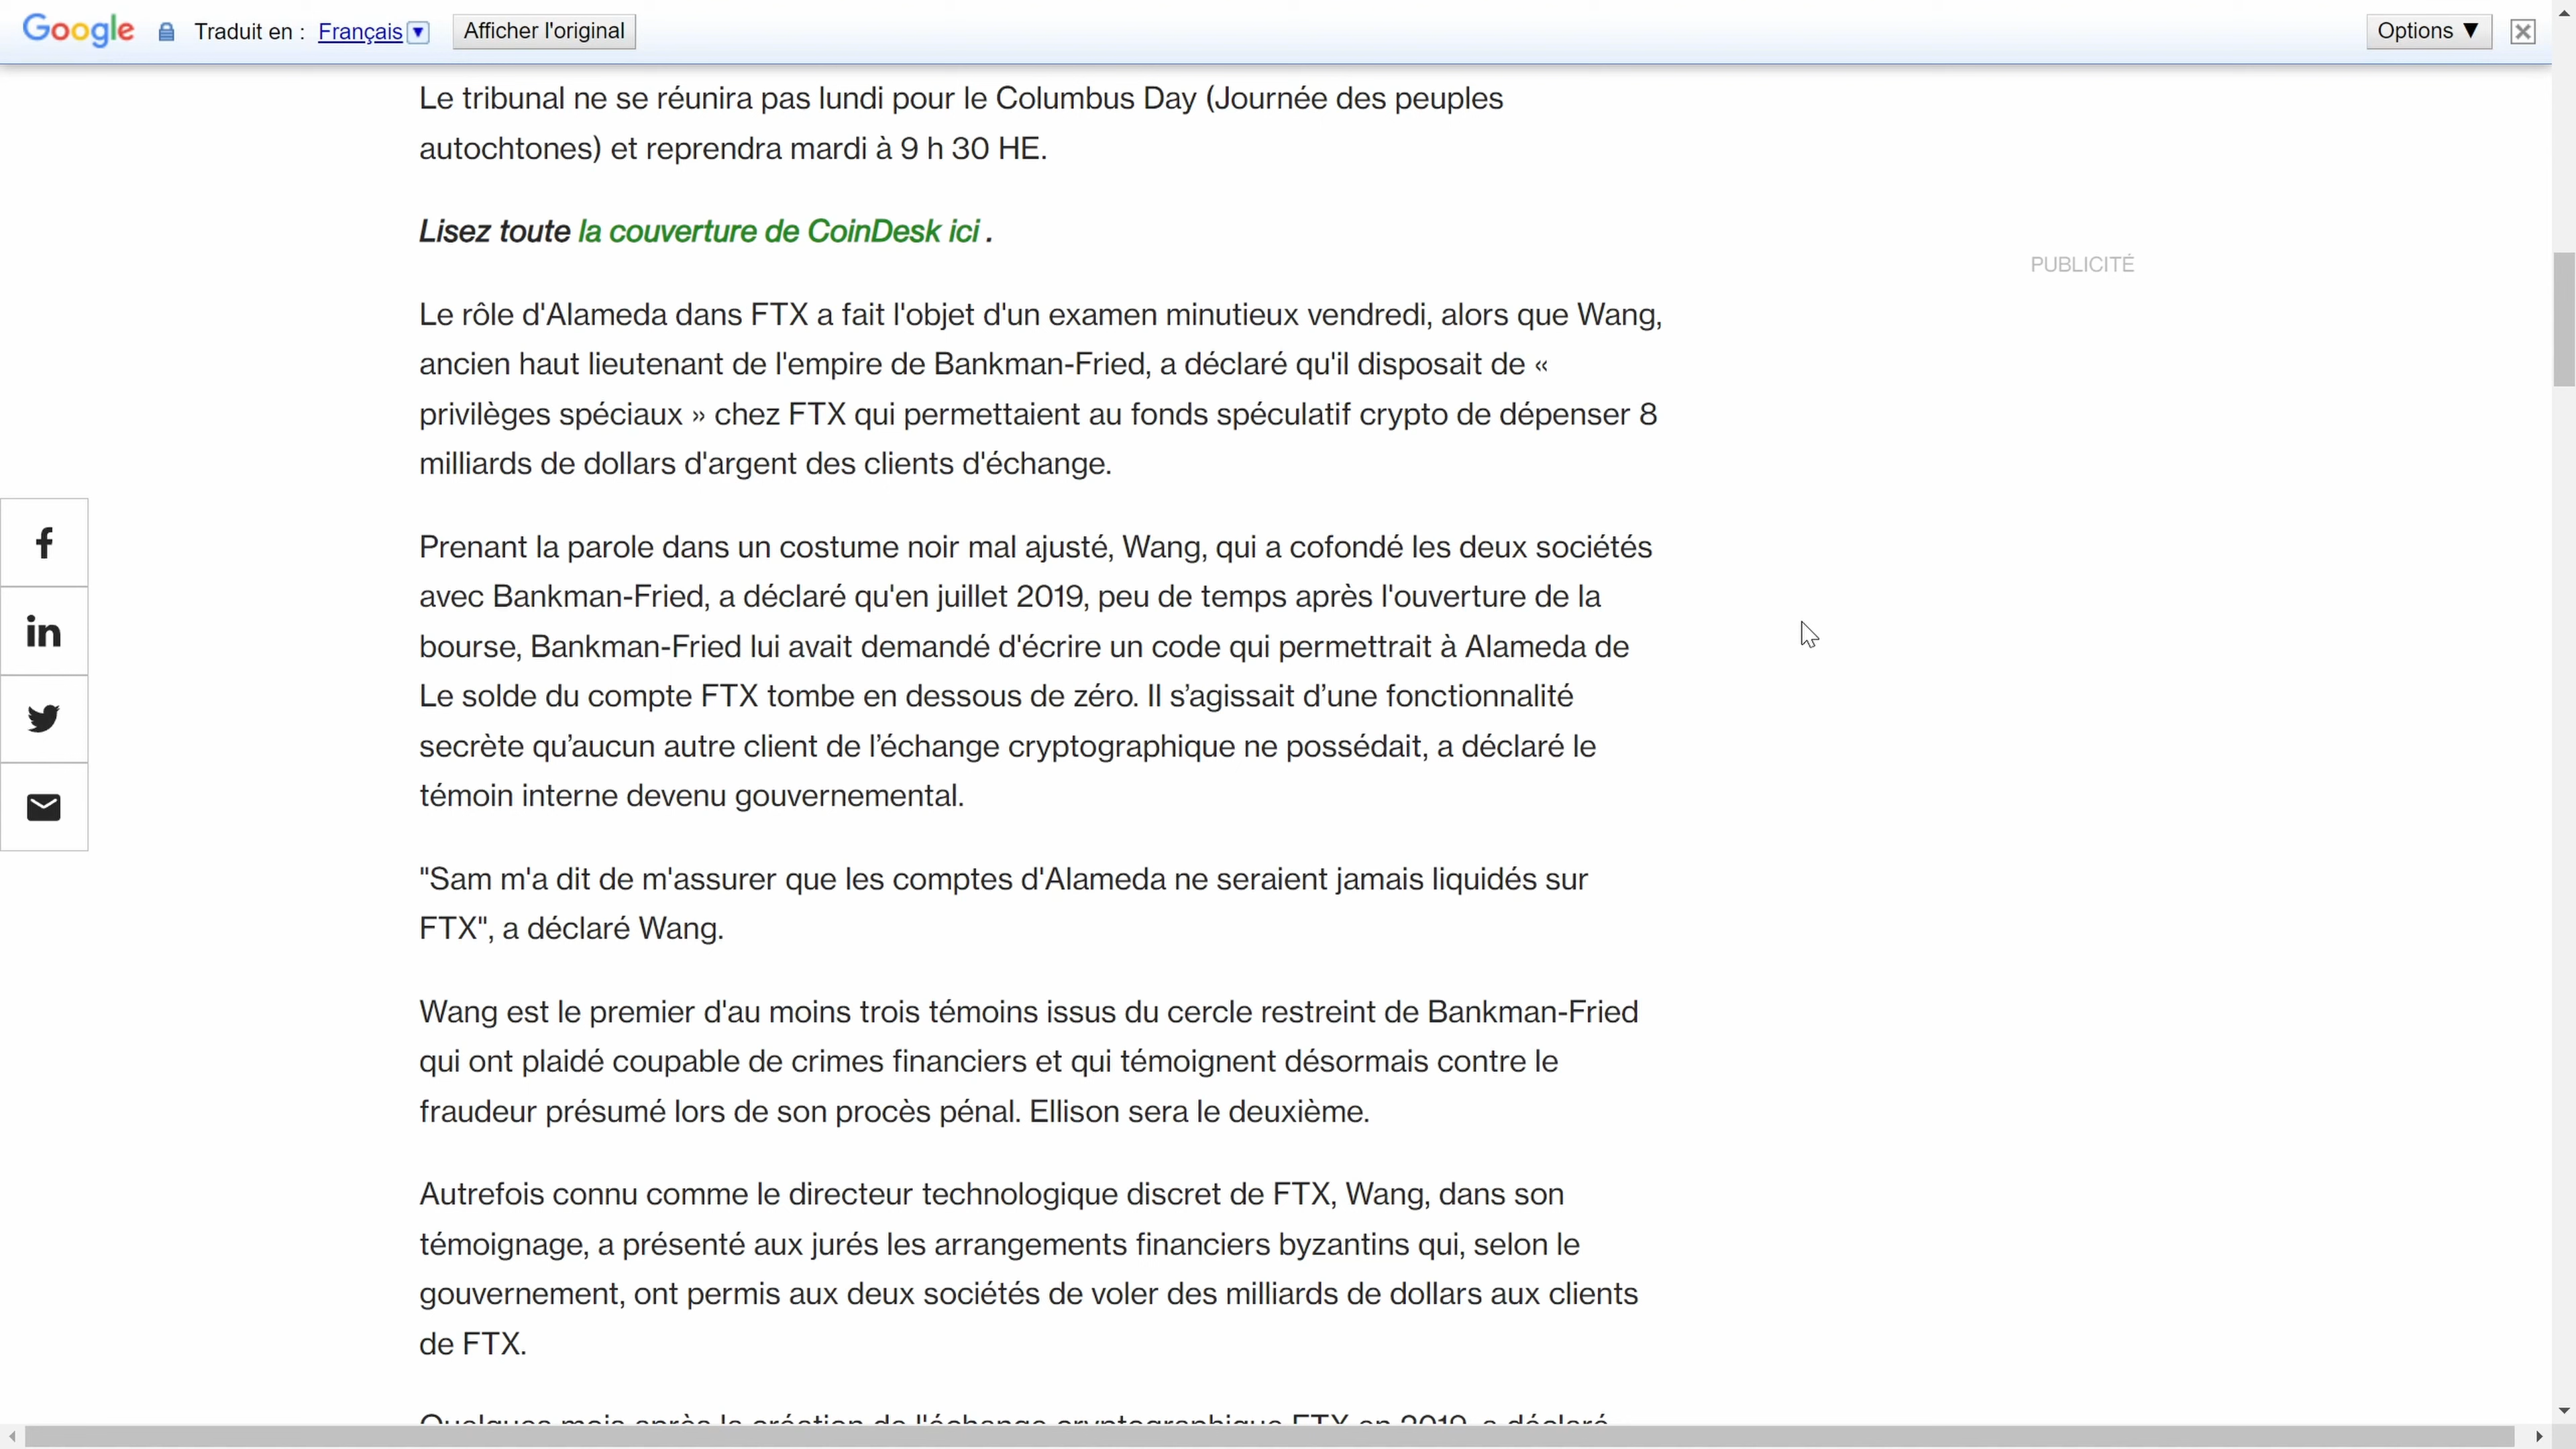 Google Traduit en : Français ▼ Afficher l'original Options ▼
Le tribunal ne se réunira pas lundi pour le Columbus Day (Journée des peuples
autochtones) et reprendra mardi à 9 h 30 HE.
Lisez toute la couverture de CoinDesk ici .
PUBLICITÉ
Le rôle d'Alameda dans FTX a fait l'objet d'un examen minutieux vendredi, alors que Wang,
ancien haut lieutenant de l'empire de Bankman-Fried, a déclaré qu'il disposait de «
privilèges spéciaux » chez FTX qui permettaient au fonds spéculatif crypto de dépenser 8
milliards de dollars d'argent des clients d'échange.
Prenant la parole dans un costume noir mal ajusté, Wang, qui a cofondé les deux sociétés
avec Bankman-Fried, a déclaré qu'en juillet 2019, peu de temps après l'ouverture de la
bourse, Bankman-Fried lui avait demandé d'écrire un code qui permettrait à Alameda de
Le solde du compte FTX tombe en dessous de zéro. Il s’agissait d’une fonctionnalité
secrète qu’aucun autre client de l’échange cryptographique ne possédait, a déclaré le
témoin interne devenu gouvernemental.
"Sam m'a dit de m'assurer que les comptes d'Alameda ne seraient jamais liquidés sur
FTX", a déclaré Wang.
Wang est le premier d'au moins trois témoins issus du cercle restreint de Bankman-Fried
qui ont plaidé coupable de crimes financiers et qui témoignent désormais contre le
fraudeur présumé lors de son procès pénal. Ellison sera le deuxième.
Autrefois connu comme le directeur technologique discret de FTX, Wang, dans son
témoignage, a présenté aux jurés les arrangements financiers byzantins qui, selon le
gouvernement, ont permis aux deux sociétés de voler des milliards de dollars aux clients
de FTX.
Quelques mois après la création de l'échange cryptographique FTX en 2019, a déclaré